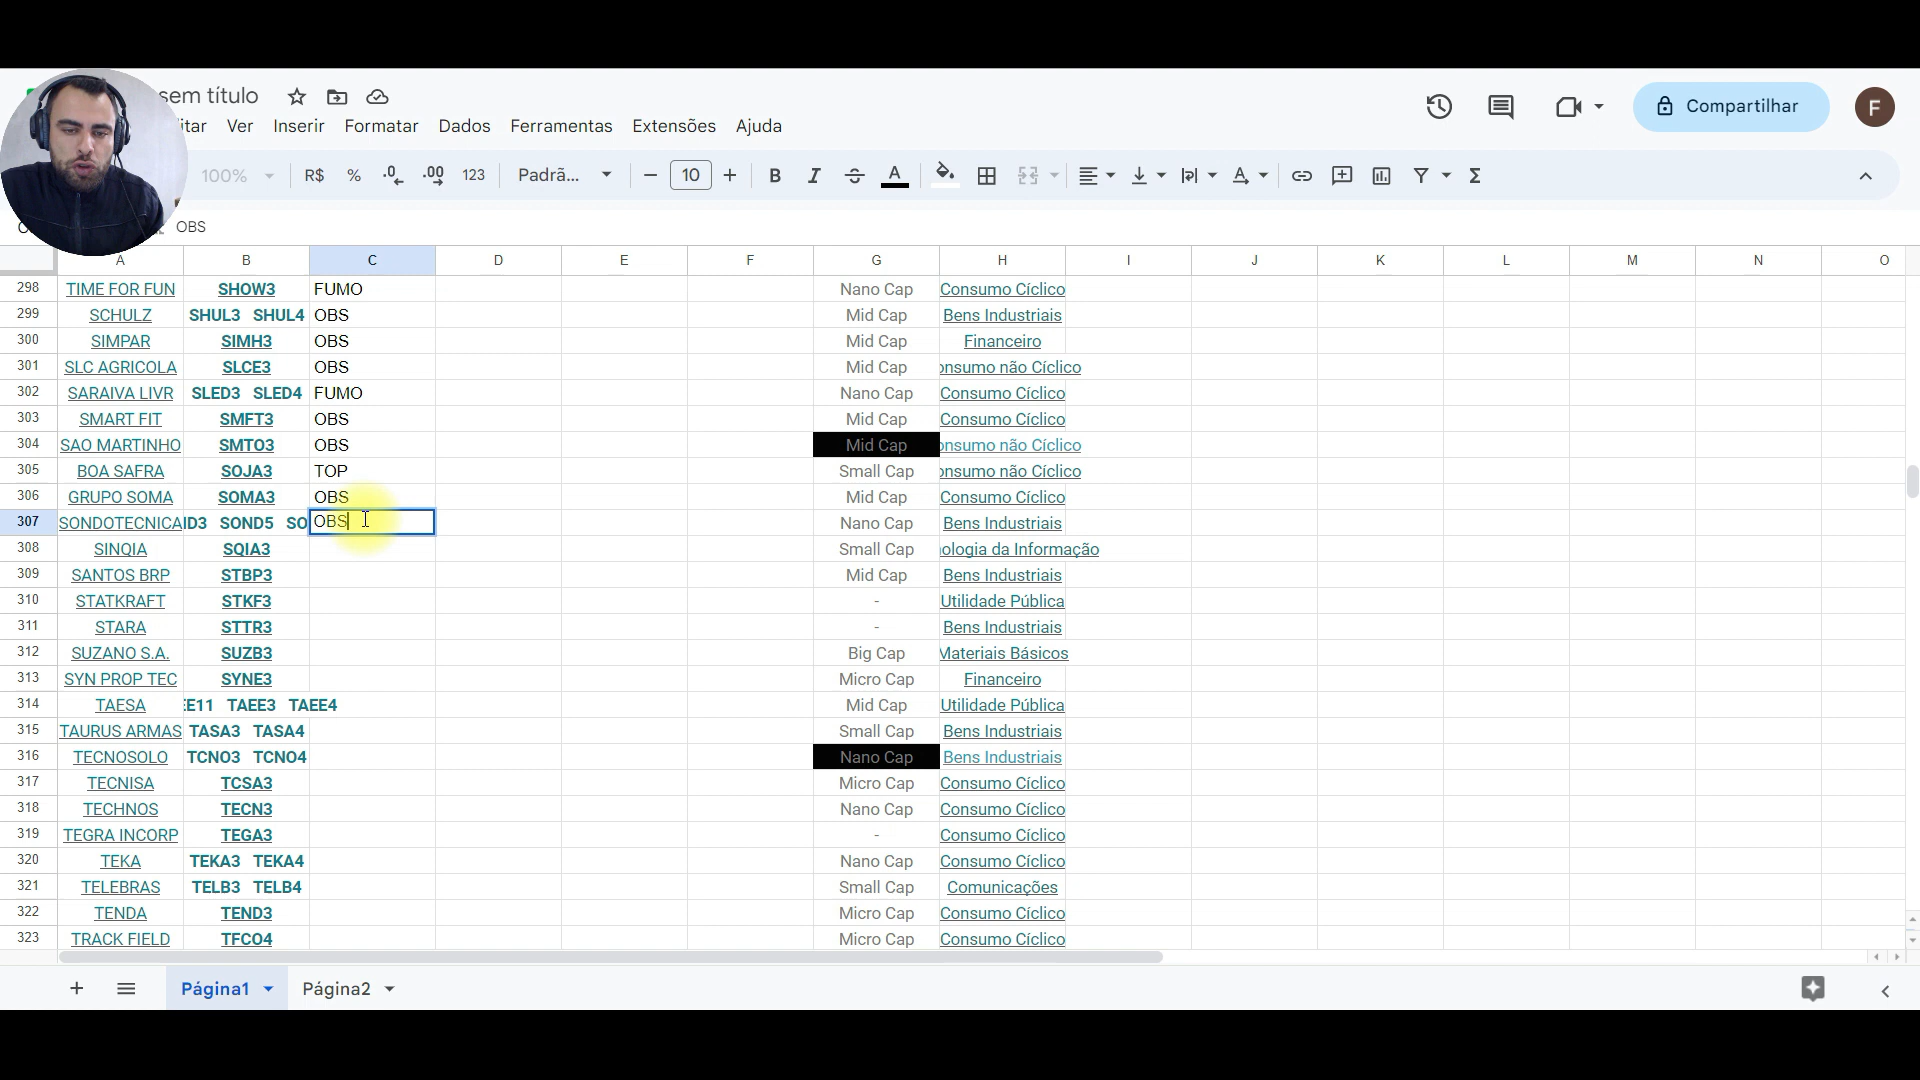 sem título
itar Ver Inserir Formatar Dados Ferramentas Extensões Ajuda
Compartilhar
F
100% R$ % .0 .00 123 Padrã... 10 B I S A A Σ
OBS
A B C D E F G H I J K L M N O
298 TIME FOR FUN SHOW3 FUMO Nano Cap Consumo Cíclico
299 SCHULZ SHUL3 SHUL4 OBS Mid Cap Bens Industriais
300 SIMPAR SIMH3 OBS Mid Cap Financeiro
301 SLC AGRICOLA SLCE3 OBS Mid Cap onsumo não Cíclico
302 SARAIVA LIVR SLED3 SLED4 FUMO Nano Cap Consumo Cíclico
303 SMART FIT SMFT3 OBS Mid Cap Consumo Cíclico
304 SAO MARTINHO SMTO3 OBS Mid Cap onsumo não Cíclico
305 BOA SAFRA SOJA3 TOP Small Cap onsumo não Cíclico
306 GRUPO SOMA SOMA3 OBS Mid Cap Consumo Cíclico
307 SONDOTECNICA ID3 SOND5 SO OBS Nano Cap Bens Industriais
308 SINQIA SQIA3 Small Cap ologia da Informação
309 SANTOS BRP STBP3 Mid Cap Bens Industriais
310 STATKRAFT STKF3 - Utilidade Pública
311 STARA STTR3 - Bens Industriais
312 SUZANO S.A. SUZB3 Big Cap Materiais Básicos
313 SYN PROP TEC SYNE3 Micro Cap Financeiro
314 TAESA EE11 TAEE3 TAEE4 Mid Cap Utilidade Pública
315 TAURUS ARMAS TASA3 TASA4 Small Cap Bens Industriais
316 TECNOSOLO TCNO3 TCNO4 Nano Cap Bens Industriais
317 TECNISA TCSA3 Micro Cap Consumo Cíclico
318 TECHNOS TECN3 Nano Cap Consumo Cíclico
319 TEGRA INCORP TEGA3 - Consumo Cíclico
320 TEKA TEKA3 TEKA4 Nano Cap Consumo Cíclico
321 TELEBRAS TELB3 TELB4 Small Cap Comunicações
322 TENDA TEND3 Micro Cap Consumo Cíclico
323 TRACK FIELD TFCO4 Micro Cap Consumo Cíclico
Página1 Página2